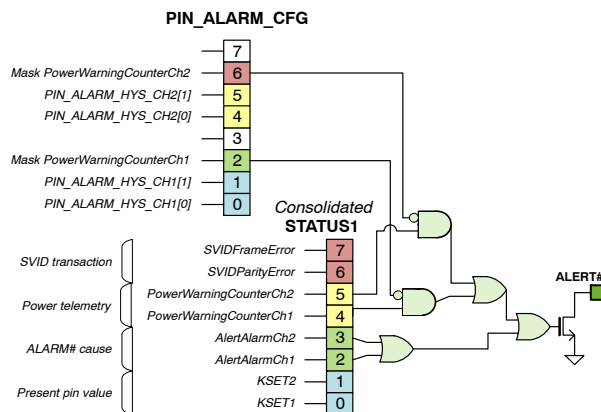 PIN_ALARM_CFG
7
Mask PowerWarningCounterCh2 6
PIN_ALARM_HYS_CH2[1] 5
PIN_ALARM_HYS_CH2[0] 4
3
Mask PowerWarningCounterCh1 2
PIN_ALARM_HYS_CH1[1] 1
PIN_ALARM_HYS_CH1[0] 0
Consolidated
STATUS1
SVID transaction
SVIDFrameError 7
SVIDParityError 6
Power telemetry
PowerWarningCounterCh2 5
PowerWarningCounterCh1 4
ALARM# cause
AlertAlarmCh2 3
AlertAlarmCh1 2
Present pin value
KSET2 1
KSET1 0
ALERT#